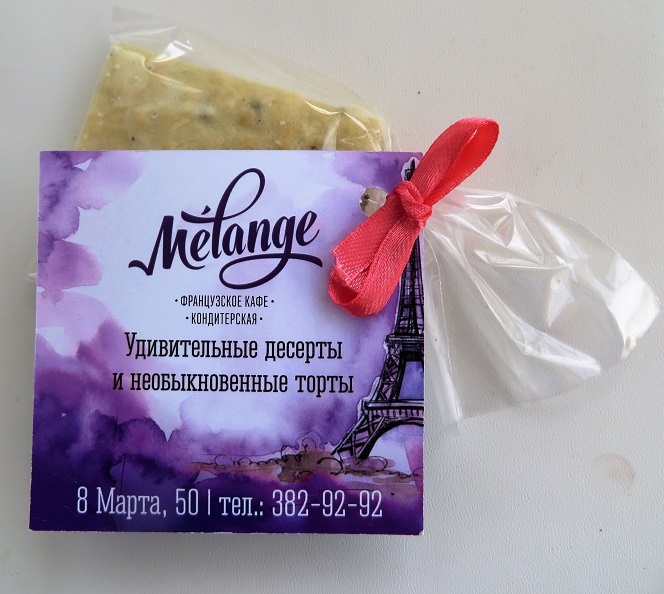 Mélange
• ФРАНЦУЗСКОЕ КАФЕ •
• КОНДИТЕРСКАЯ •
Удивительные десерты
и необыкновенные торты
8 Марта, 50 | тел.: 382-92-92